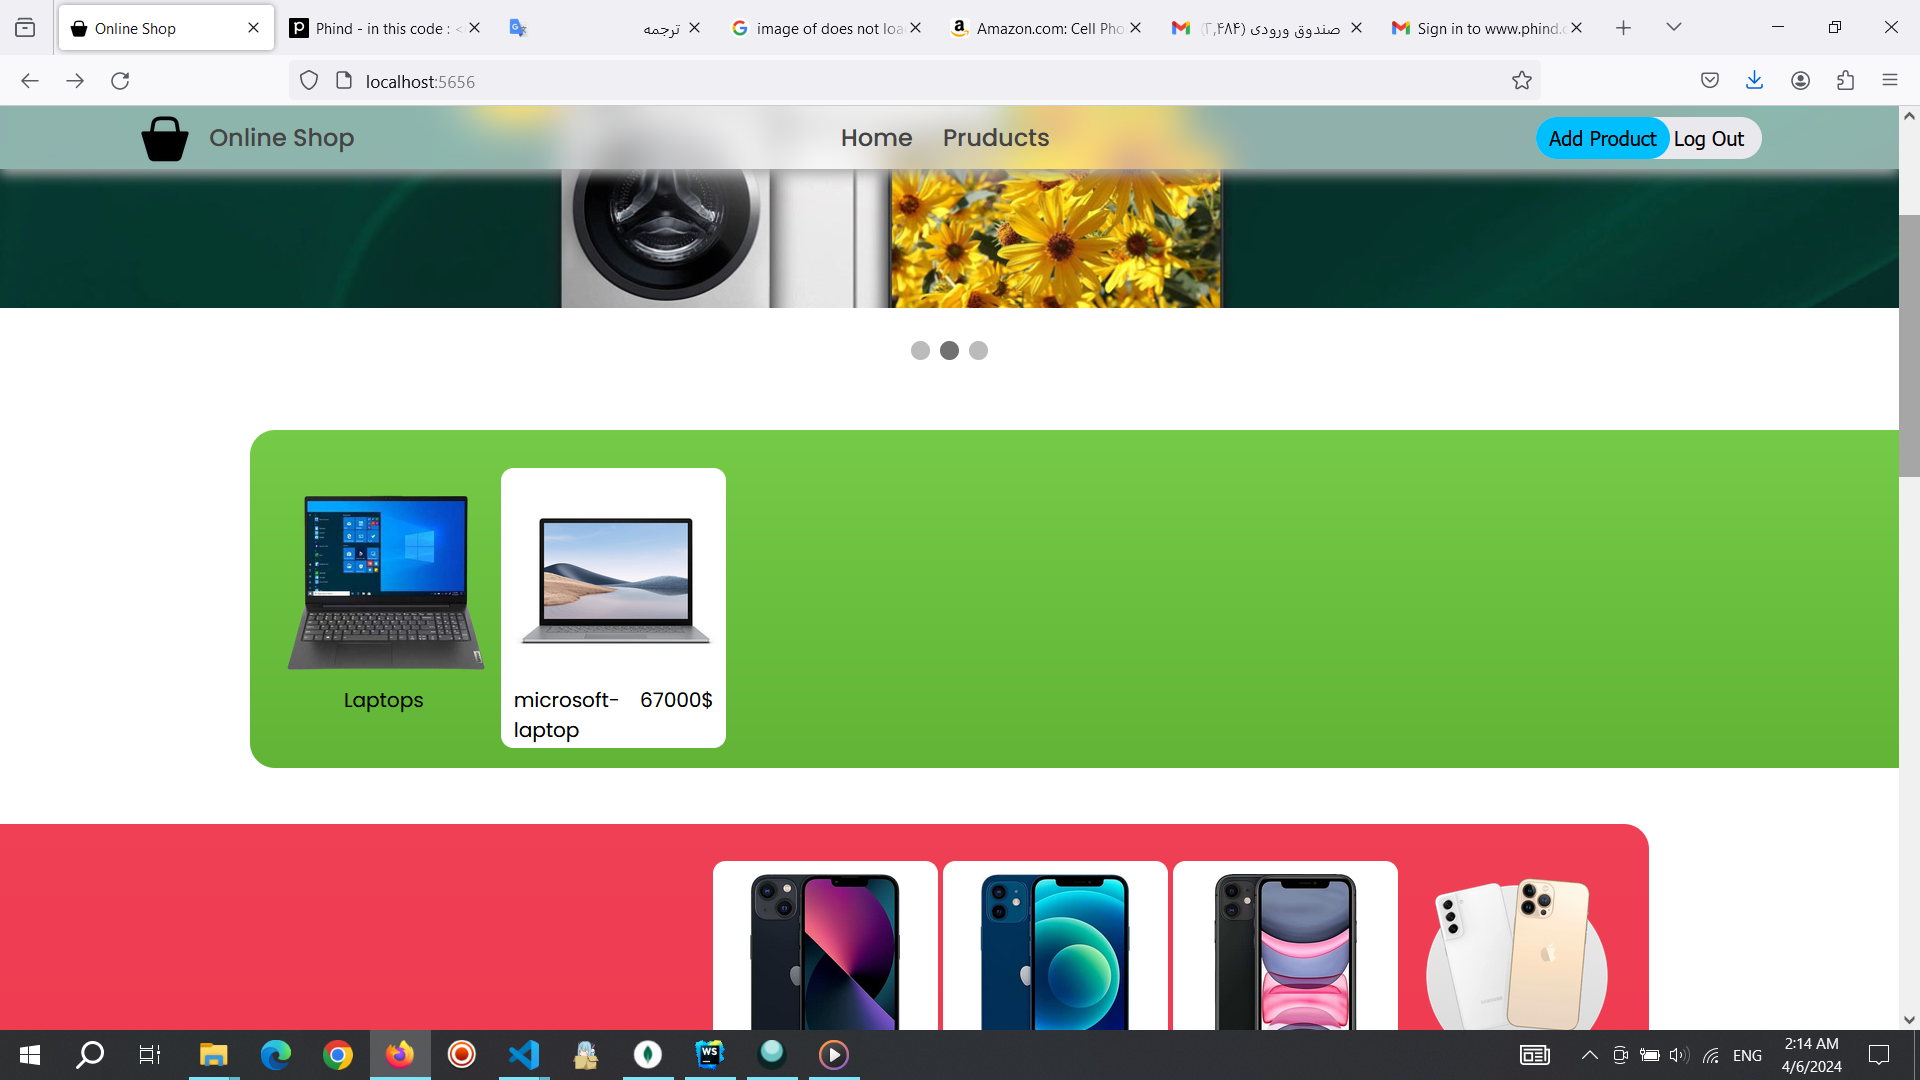 Online Shop
Phind - in this code : <
ترجمه
image of does not loa
Amazon.com: Cell Pho
صندوق ورودی (۲,۴۸۴)
Sign in to www.phind.c
localhost:5656
Online Shop
Home
Pruducts
Add Product
Log Out
Laptops
microsoft-laptop
67000$
ENG
2:14 AM
4/6/2024